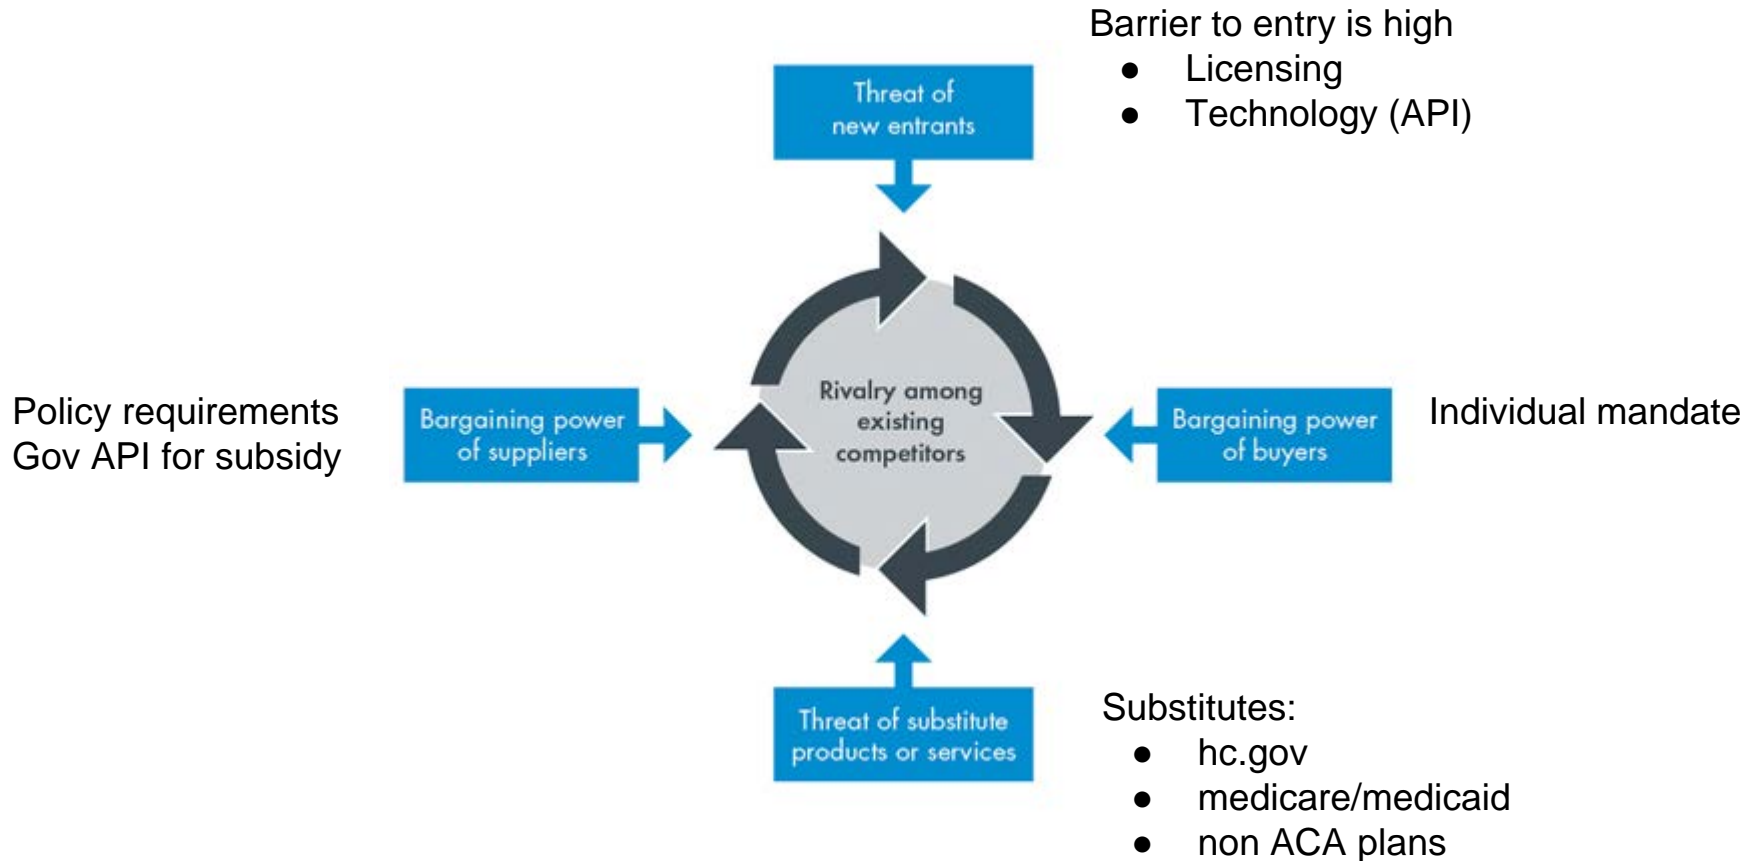 Barrier to entry is high
● Licensing
● Technology (API)
Threat of
new entrants
Policy requirements
Gov API for subsidy
Bargaining power
of suppliers
Rivalry among
existing
competitors
Bargaining power
of buyers
Individual mandate
Threat of substitute
products or services
Substitutes:
● hc.gov
● medicare/medicaid
● non ACA plans